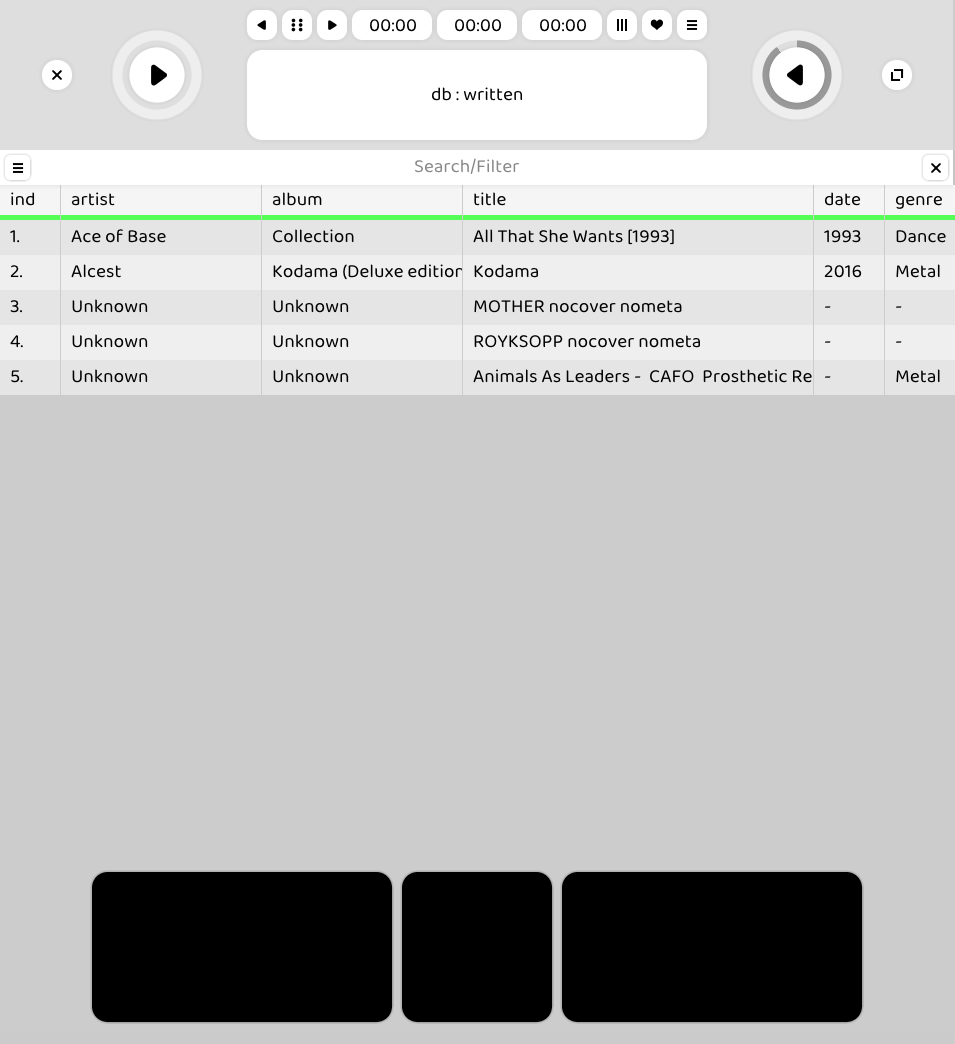 00:00 00:00 00:00
db : written
Search/Filter
ind artist album title date genre
1. Ace of Base Collection All That She Wants [1993] 1993 Dance
2. Alcest Kodama (Deluxe edition Kodama 2016 Metal
3. Unknown Unknown MOTHER nocover nometa - -
4. Unknown Unknown ROYKSOPP nocover nometa - -
5. Unknown Unknown Animals As Leaders - CAFO Prosthetic Re - Metal